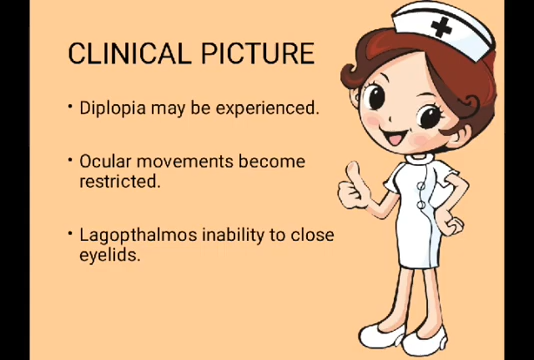 CLINICAL PICTURE
• Diplopia may be experienced.
• Ocular movements become
restricted.
• Lagopthalmos inability to close
eyelids.